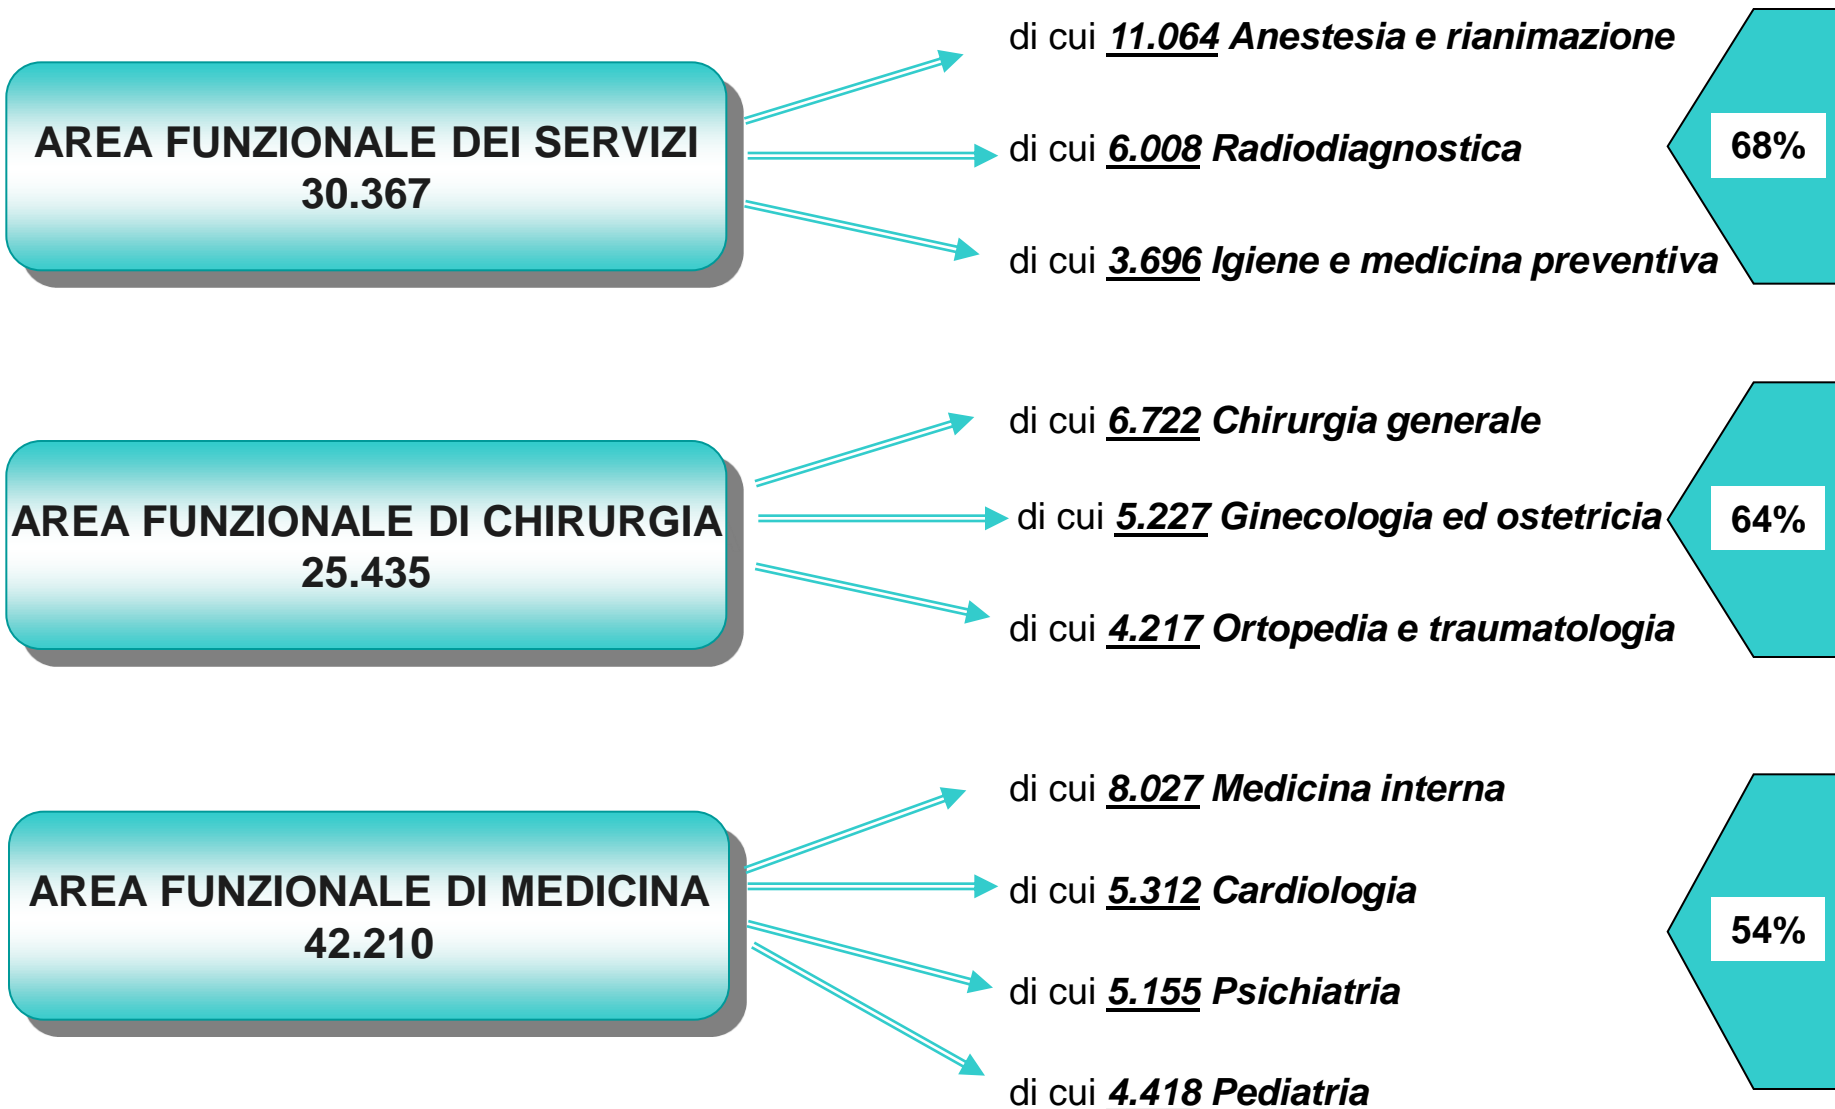 AREA FUNZIONALE DEI SERVIZI
30.367
di cui 11.064 Anestesia e rianimazione
di cui 6.008 Radiodiagnostica
di cui 3.696 Igiene e medicina preventiva
68%
AREA FUNZIONALE DI CHIRURGIA
25.435
di cui 6.722 Chirurgia generale
di cui 5.227 Ginecologia ed ostetricia
di cui 4.217 Ortopedia e traumatologia
64%
AREA FUNZIONALE DI MEDICINA
42.210
di cui 8.027 Medicina interna
di cui 5.312 Cardiologia
di cui 5.155 Psichiatria
di cui 4.418 Pediatria
54%